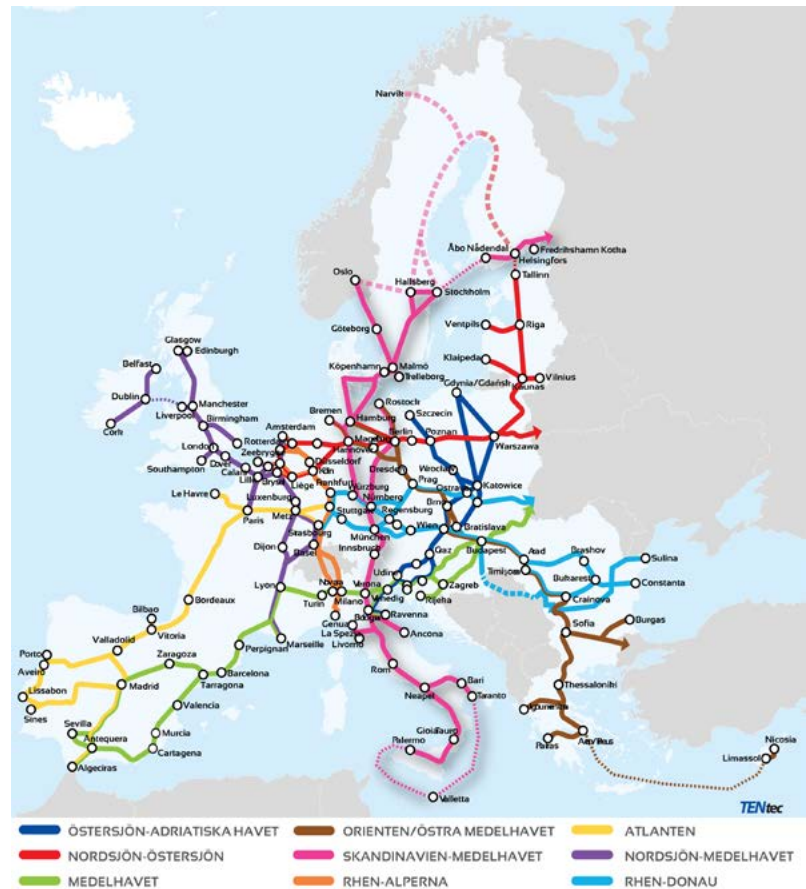 Narvik
Åbo Nådendal
Fredrikshamn Kotka
Helsingfors
Oslo
Hallsberg
Stockholm
Tallinn
Göteborg
Ventpils
Riga
Glasgow
Edinburgh
Köpenhamn
Malmö
Trelleborg
Klaipeda
Vilnius
Kaunas
Belfast
Gdynia/Gdańsk
Dublin
Manchester
Liverpool
Birmingham
Cork
Rostock
Szczecin
Bremen
Hamburg
Amsterdam
Rotterdam
Berlin
Poznan
Warszawa
London
Zeebrygge
Hannover
Southampton
Dover
Calais
Düsseldorf
Dresden
Wrocław
Lille
Bryssel
Liège
Köln
Frankfurt
Prag
Ostrava
Katowice
Le Havre
Luxenburg
Würzburg
Nürnberg
Brno
Paris
Metz
Stuttgart
Regensburg
Wien
Bratislava
Strasbourg
München
Dijon
Basel
Innsbruck
Graz
Budapest
Arad
Brashov
Sulina
Udine
Timișoara
Lyon
Novara
Verona
Zagreb
Bukarest
Constanta
Turin
Milano
Venedig
Rijeka
Craiova
Bordeaux
Genua
Ravenna
Bilbao
La Spezia
Sofia
Burgas
Vitoria
Livorno
Ancona
Valladolid
Marseille
Porto
Zaragoza
Perpignan
Aveiro
Rom
Barcelona
Madrid
Tarragona
Bari
Thessaloniki
Lissabon
Neapel
Taranto
Valencia
Sines
Sevilla
Murcia
Gioia Tauro
Igumenitsa
Antequera
Palermo
Patras
Nicosia
Cartagena
Limassol
Algeciras
Valletta
TENtec
ÖSTERSJÖN-ADRIATISKA HAVET
ORIENTEN/ÖSTRA MEDELHAVET
ATLANTEN
NORDSJÖN-ÖSTERSJÖN
SKANDINAVIEN-MEDELHAVET
NORDSJÖN-MEDELHAVET
MEDELHAVET
RHEN-ALPERNA
RHEN-DONAU